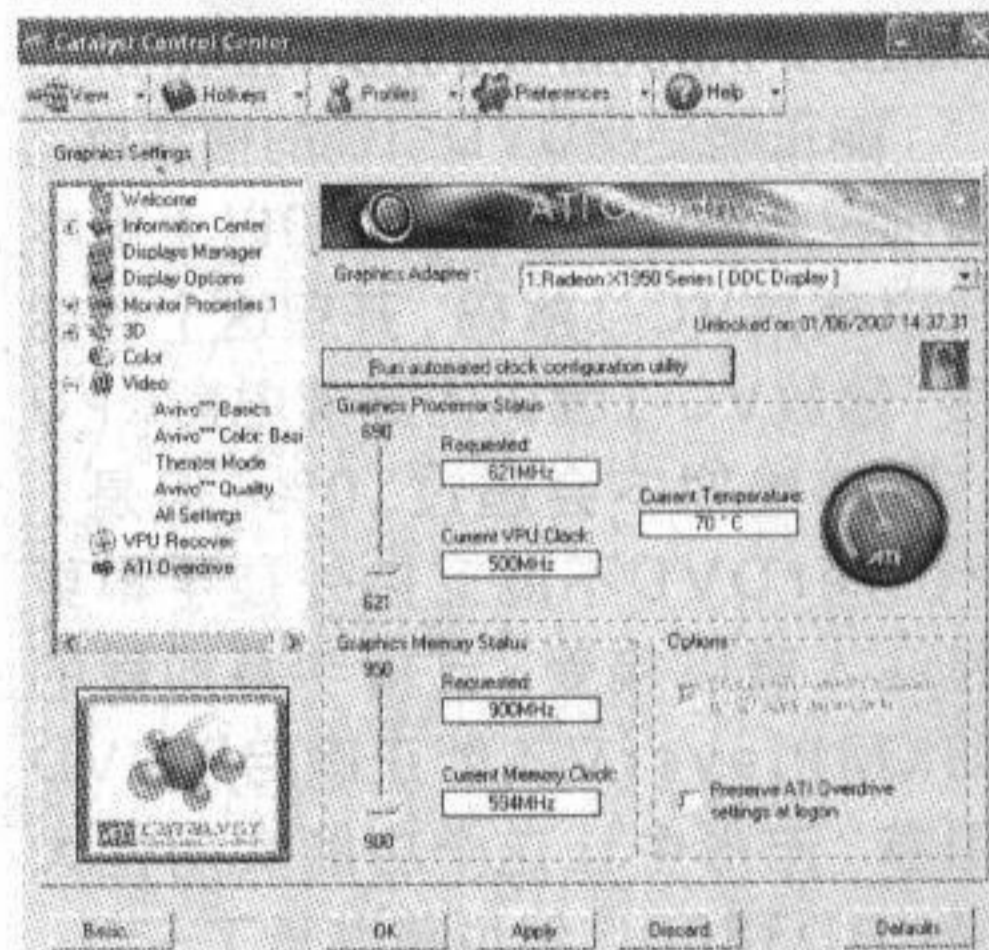 Catalyst Control Center
View
Hotkeys
Profiles
Preferences
Help
Graphics Settings
Welcome
Information Center
Displays Manager
Display Options
Monitor Properties 1
3D
Color
Video
Avivo™ Basics
Avivo™ Color: Basi
Theater Mode
Avivo™ Quality
All Settings
VPU Recover
ATI Overdrive
CATALYST
ATI Overdrive
Graphics Adapter:
1.Radeon X1950 Series [ DDC Display ]
Unlocked on 01/06/2007 14:37:31
Run automated clock configuration utility
Graphics Processor Status
690
Requested:
621MHz
Current VPU Clock:
500MHz
621
Current Temperature:
70 ° C
ATI
Graphics Memory Status
950
Requested:
900MHz
Current Memory Clock:
594MHz
900
Options
Preserve ATI Overdrive
settings at logon
Basic
OK
Apply
Discard
Defaults